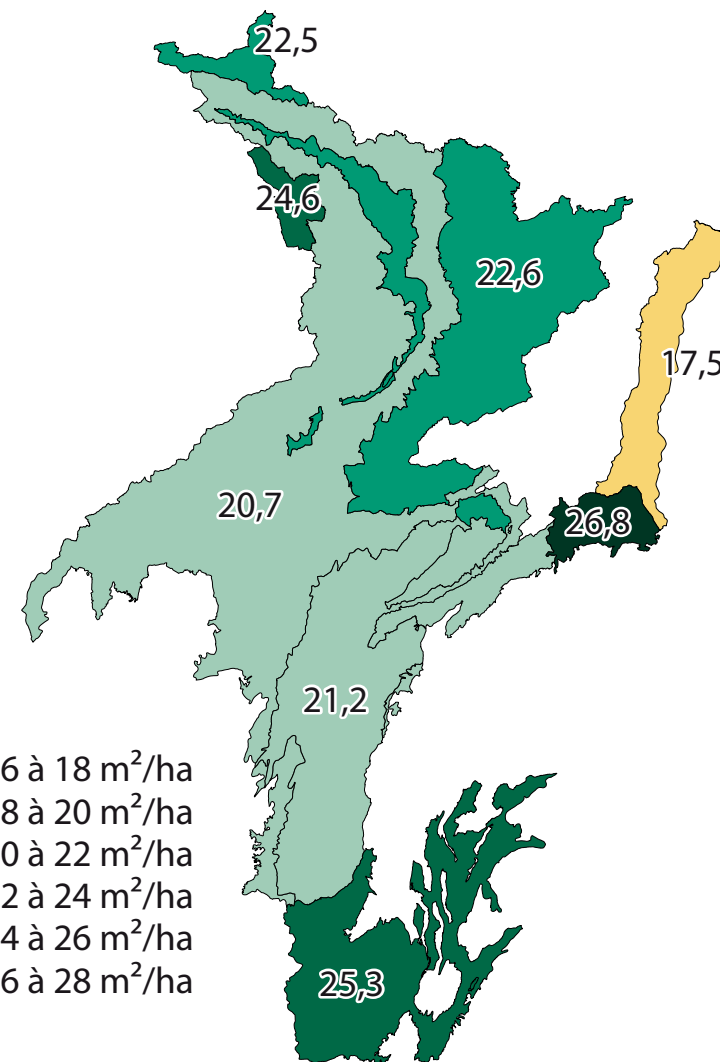 22,5
24,6
22,6
17,5
20,7
26,8
21,2
6 à 18 m²/ha
8 à 20 m²/ha
0 à 22 m²/ha
2 à 24 m²/ha
4 à 26 m²/ha
6 à 28 m²/ha
25,3